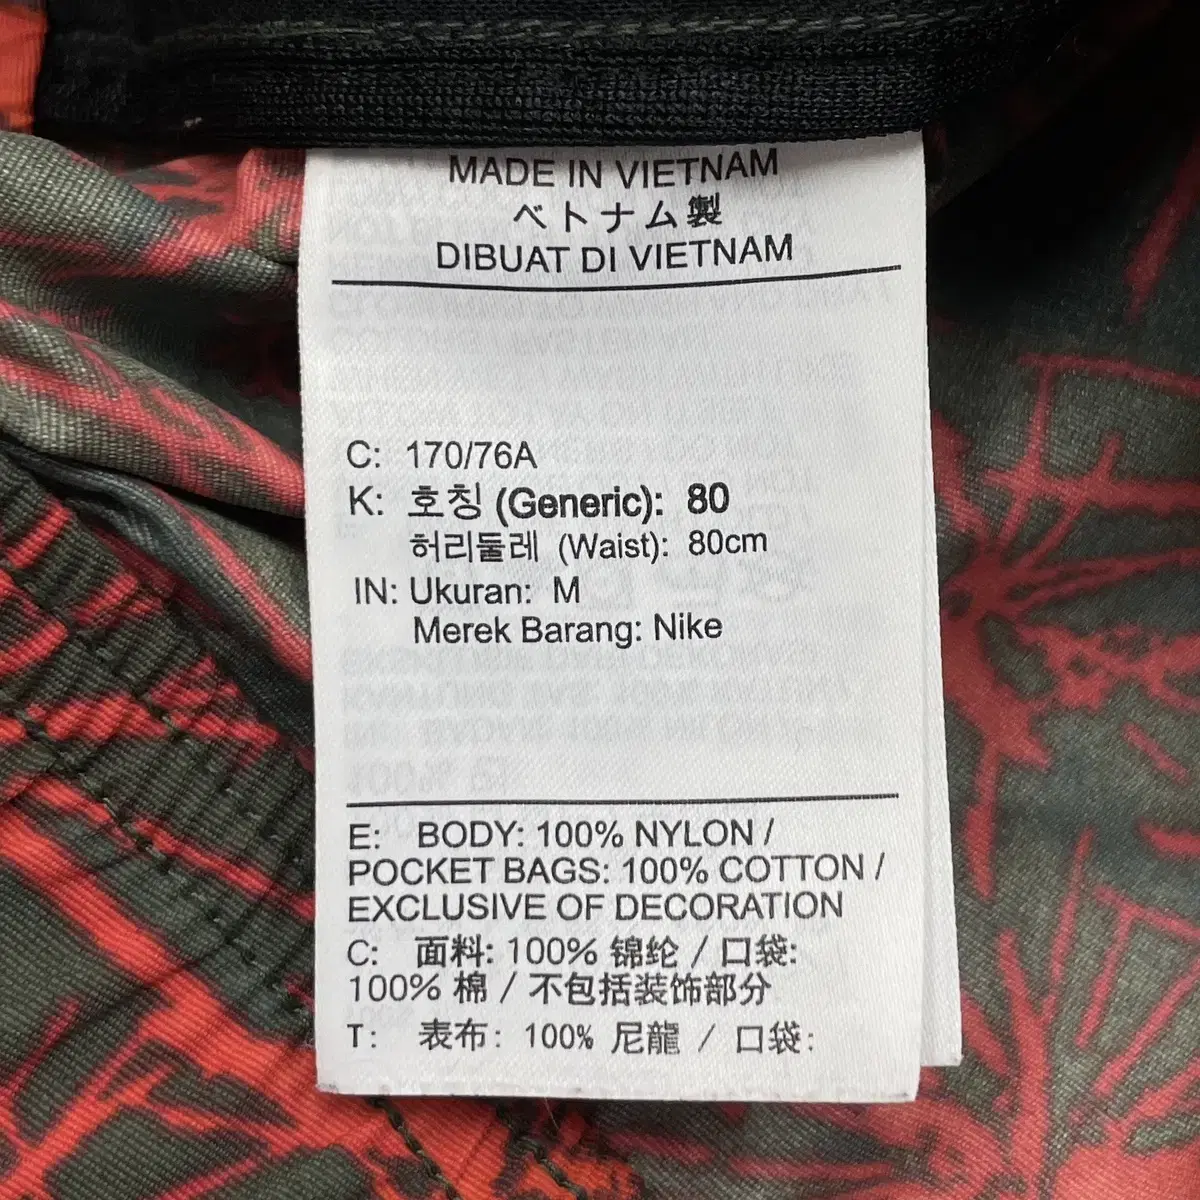 MADE IN VIETNAM
ベトナム製
DIBUAT DI VIETNAM
C: 170/76A
K: 호칭 (Generic): 80
허리둘레 (Waist): 80cm
IN: Ukuran: M
Merek Barang: Nike
E: BODY: 100% NYLON /
POCKET BAGS: 100% COTTON /
EXCLUSIVE OF DECORATION
C: 面料: 100% 锦纶 / 口袋:
100% 棉 / 不包括装饰部分
T: 表布: 100% 尼龍 / 口袋: